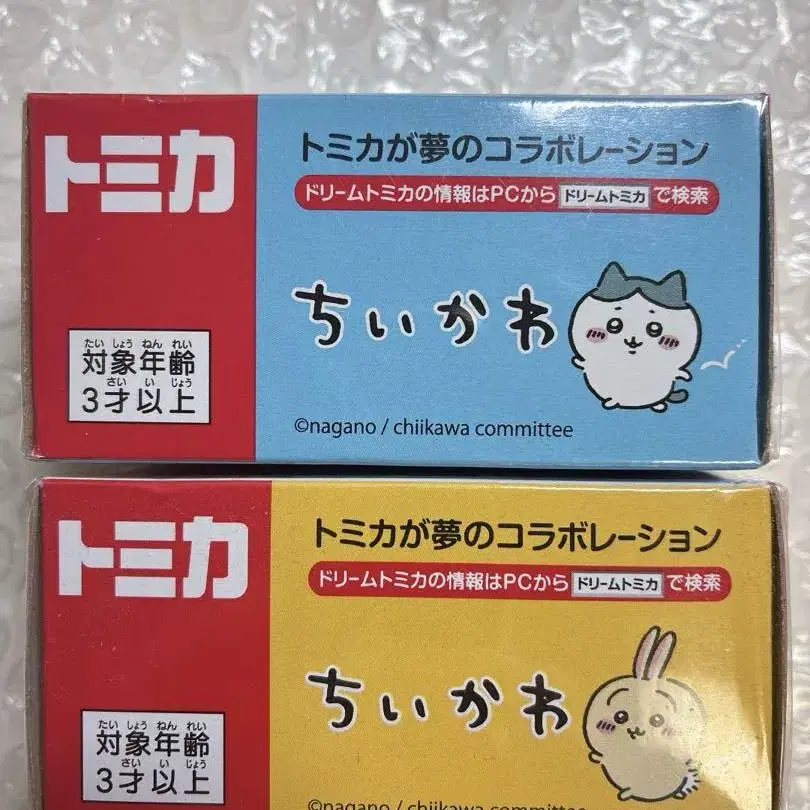 トミカ
トミカが夢のコラボレーション
ドリームトミカの情報はPCから ドリームトミカ で検索
ちいかわ
たいしょうねんれい
対象年齢
さいいじょう
3才以上
©nagano / chiikawa committee
トミカ
トミカが夢のコラボレーション
ドリームトミカの情報はPCから ドリームトミカ で検索
ちいかわ
たいしょうねんれい
対象年齢
さいいじょう
3才以上
©nagano / chiikawa committee